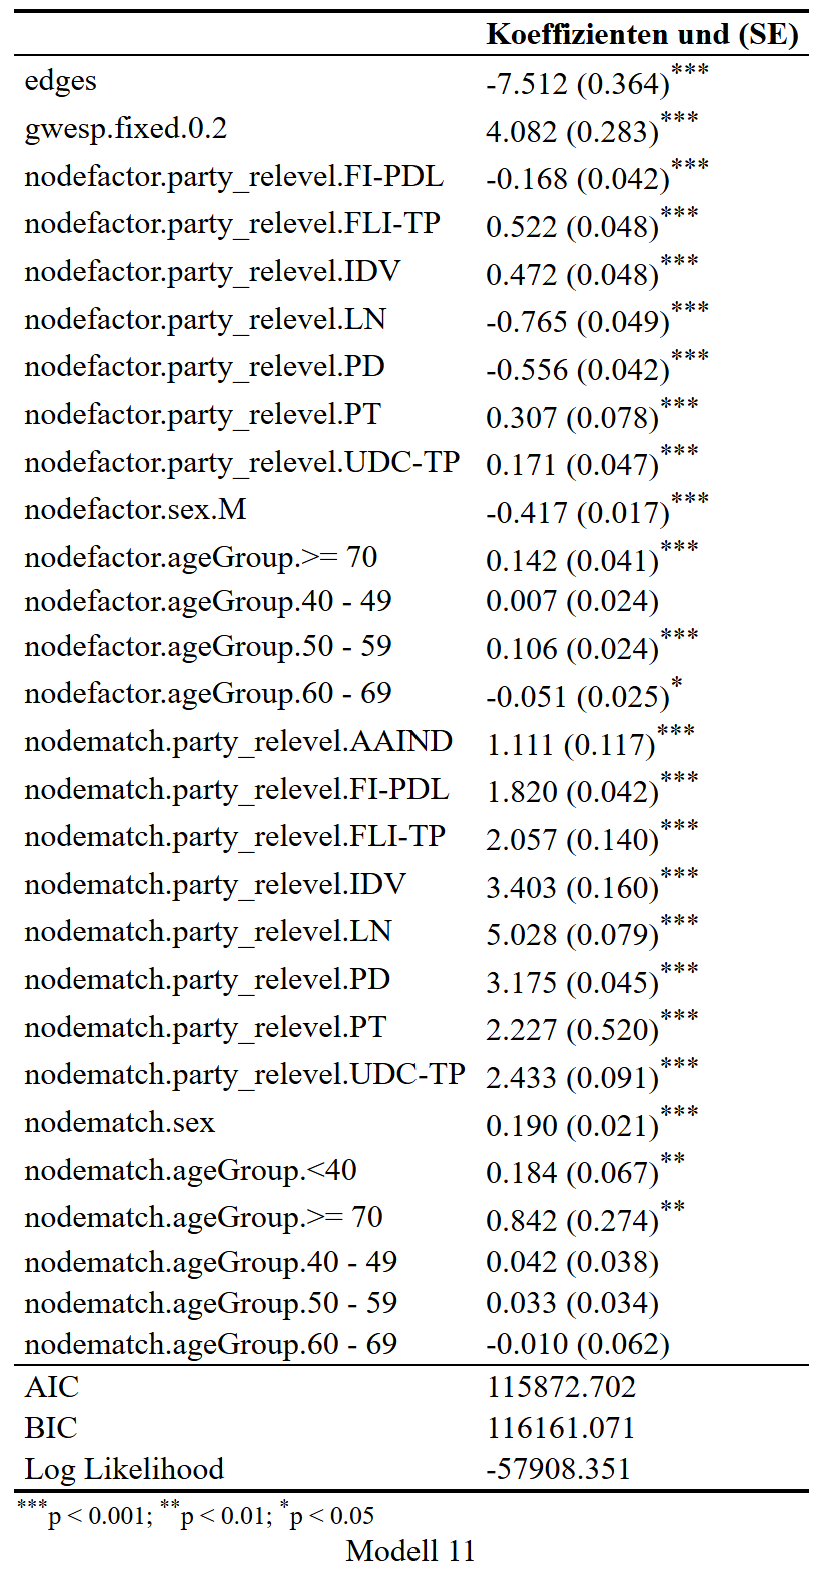 Koeffizienten und (SE)
edges -7.512 (0.364)***
gwesp.fixed.0.2 4.082 (0.283)***
nodefactor.party_relevel.FI-PDL -0.168 (0.042)***
nodefactor.party_relevel.FLI-TP 0.522 (0.048)***
nodefactor.party_relevel.IDV 0.472 (0.048)***
nodefactor.party_relevel.LN -0.765 (0.049)***
nodefactor.party_relevel.PD -0.556 (0.042)***
nodefactor.party_relevel.PT 0.307 (0.078)***
nodefactor.party_relevel.UDC-TP 0.171 (0.047)***
nodefactor.sex.M -0.417 (0.017)***
nodefactor.ageGroup.>= 70 0.142 (0.041)***
nodefactor.ageGroup.40 - 49 0.007 (0.024)
nodefactor.ageGroup.50 - 59 0.106 (0.024)***
nodefactor.ageGroup.60 - 69 -0.051 (0.025)*
nodematch.party_relevel.AAIND 1.111 (0.117)***
nodematch.party_relevel.FI-PDL 1.820 (0.042)***
nodematch.party_relevel.FLI-TP 2.057 (0.140)***
nodematch.party_relevel.IDV 3.403 (0.160)***
nodematch.party_relevel.LN 5.028 (0.079)***
nodematch.party_relevel.PD 3.175 (0.045)***
nodematch.party_relevel.PT 2.227 (0.520)***
nodematch.party_relevel.UDC-TP 2.433 (0.091)***
nodematch.sex 0.190 (0.021)***
nodematch.ageGroup.<40 0.184 (0.067)**
nodematch.ageGroup.>= 70 0.842 (0.274)**
nodematch.ageGroup.40 - 49 0.042 (0.038)
nodematch.ageGroup.50 - 59 0.033 (0.034)
nodematch.ageGroup.60 - 69 -0.010 (0.062)
AIC 115872.702
BIC 116161.071
Log Likelihood -57908.351
***p < 0.001; **p < 0.01; *p < 0.05
Modell 11